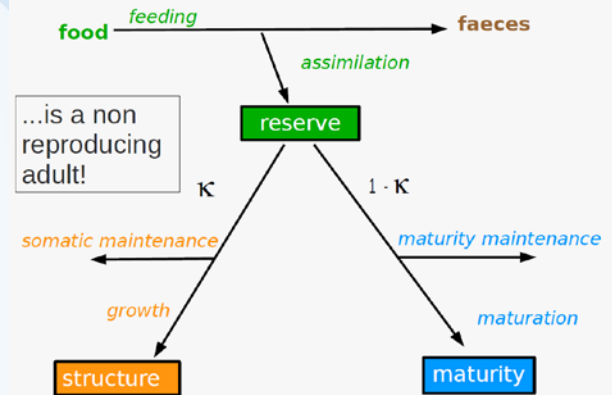 feeding
food
faeces
assimilation
...is a non
reproducing
adult!
reserve
κ
1 - κ
somatic maintenance
maturity maintenance
growth
maturation
structure
maturity